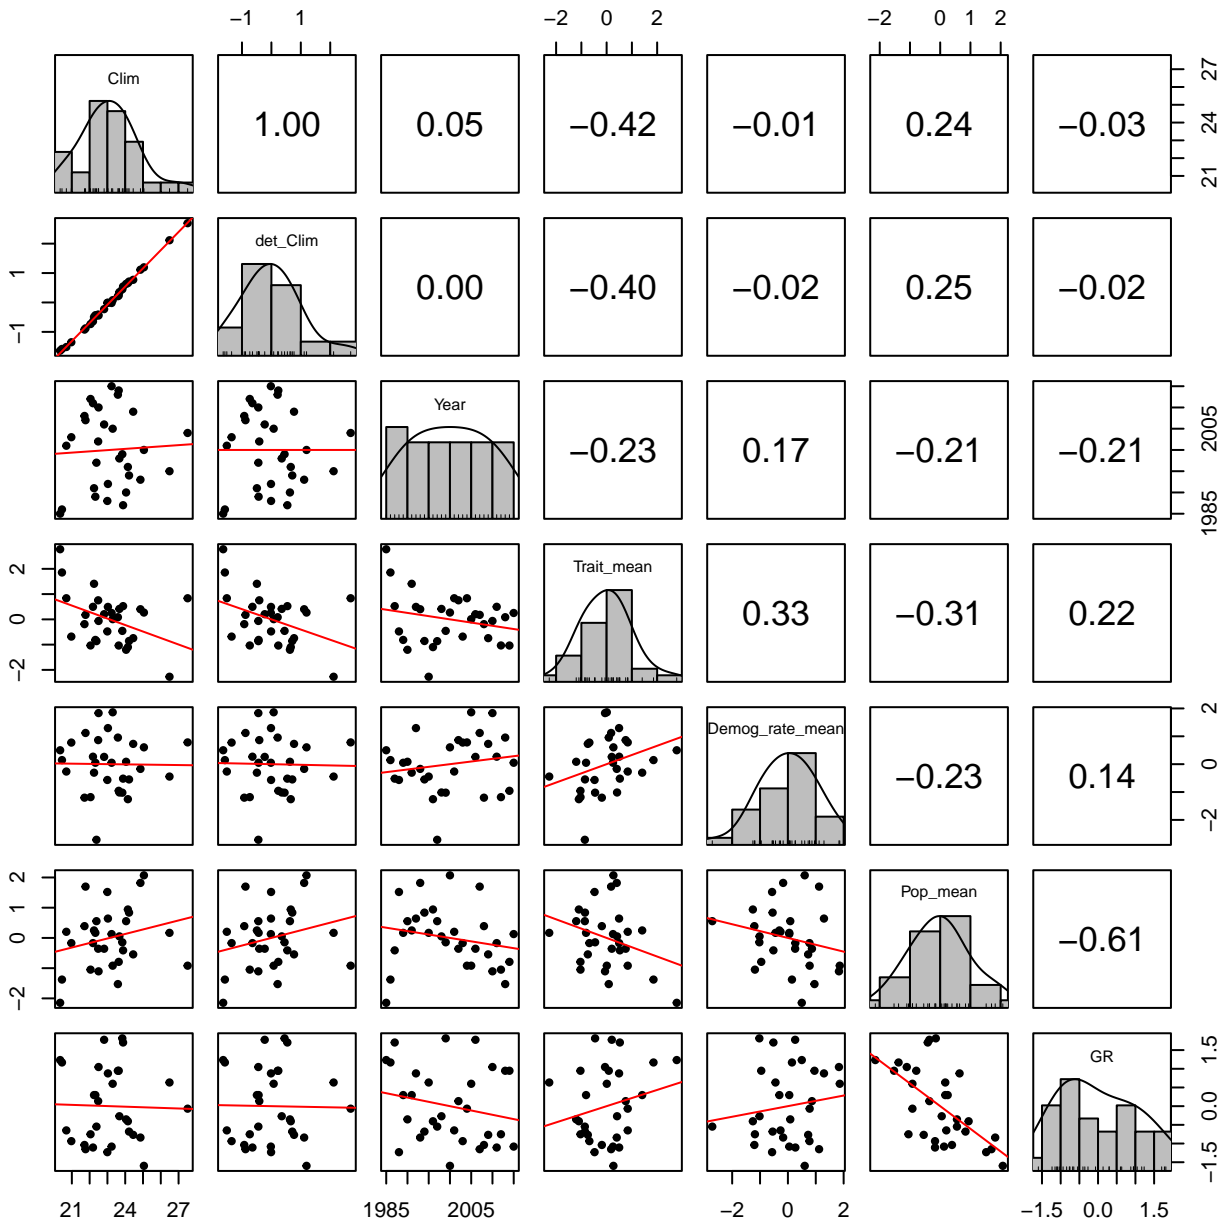 −1 1 −2 0 2 −2 0 2
Clim 1.00 0.05 −0.42 −0.01 0.24 −0.03 21 24 27
−1 1 det_Clim 0.00 −0.40 −0.02 0.25 −0.02
Year −0.23 0.17 −0.21 −0.21 1985 2005
−2 0 2 Trait_mean 0.33 −0.31 0.22
Demog_rate_mean −0.23 0.14 −2 0 2
−2 0 1 2 Pop_mean −0.61
GR −1.5 0.0 1.5
21 24 27 1985 2005 −2 0 2 −1.5 0.0 1.5